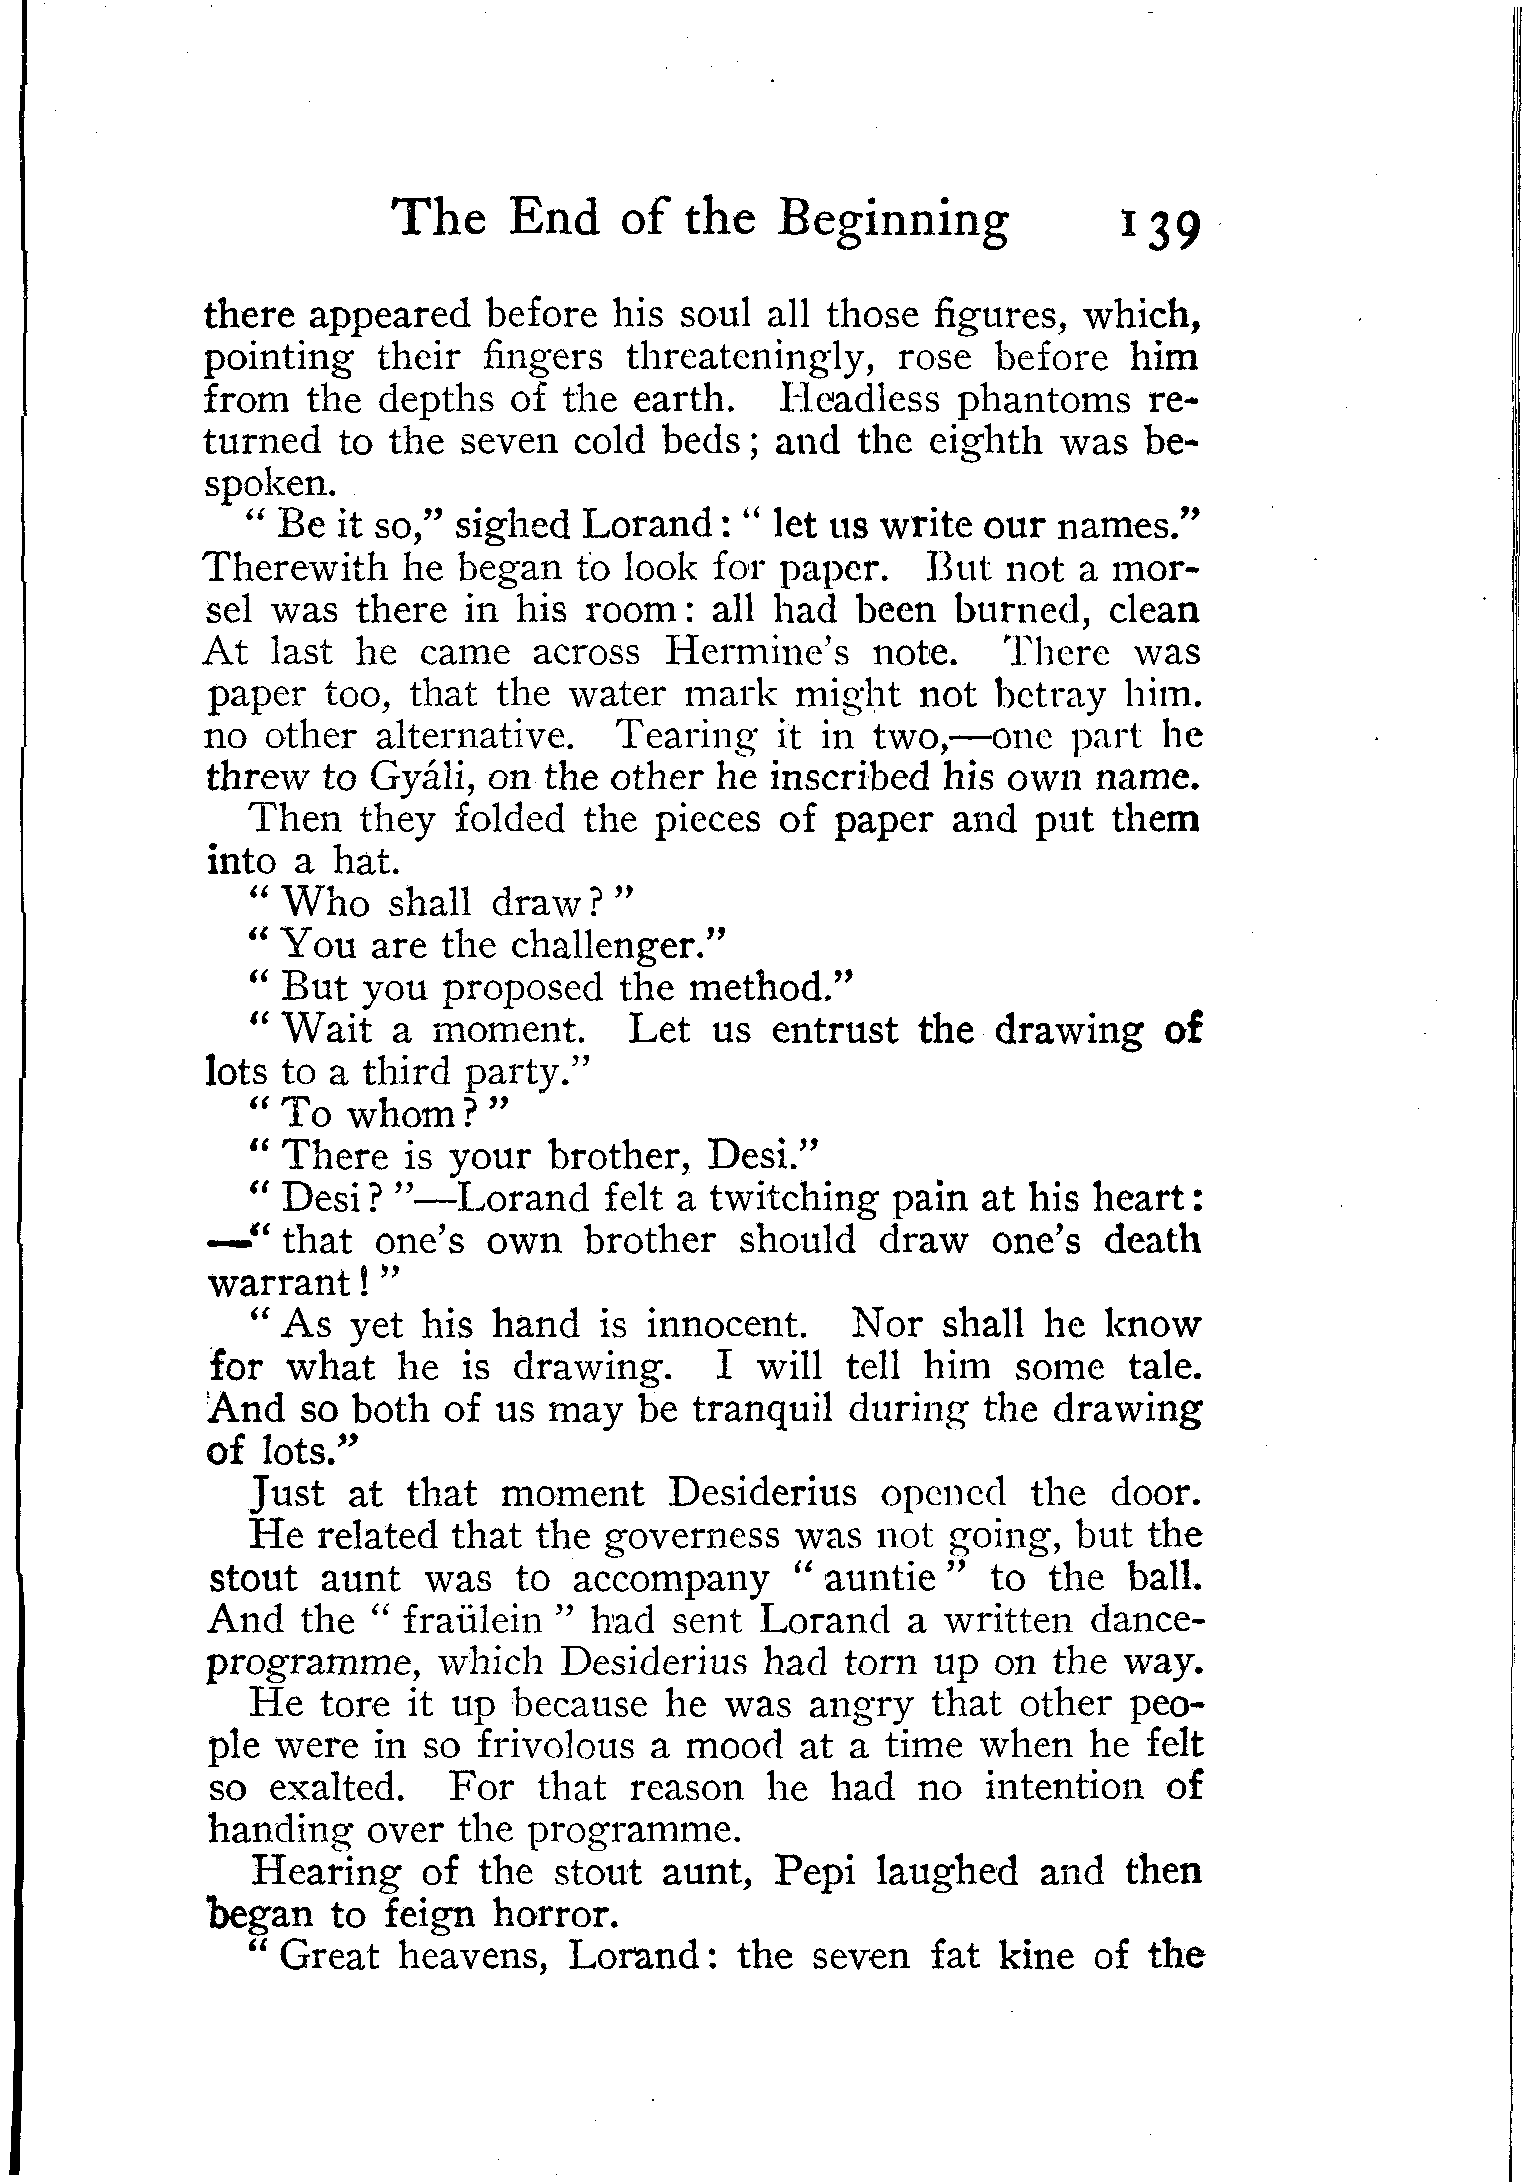 The End of the Beginning 139
there appeared before his soul all those figures, which,
pointing their fingers threateningly, rose before him
from the depths of the earth. Headless phantoms re-
turned to the seven cold beds; and the eighth was be-
spoken.
“ Be it so,” sighed Lorand: “ let us write our names.”
Therewith he began to look for paper. But not a mor-
sel was there in his room: all had been burned, clean
At last he came across Hermine's note. There was
paper too, that the water mark might not betray him.
no other alternative. Tearing it in two,—one part he
threw to Gyáli, on the other he inscribed his own name.
Then they folded the pieces of paper and put them
into a hat.
“ Who shall draw? ”
“ You are the challenger.”
“ But you proposed the method.”
“ Wait a moment. Let us entrust the drawing of
lots to a third party.”
“ To whom? ”
“ There is your brother, Desi.”
“ Desi? ”—Lorand felt a twitching pain at his heart:
—“ that one's own brother should draw one's death
warrant! ”
“ As yet his hand is innocent. Nor shall he know
for what he is drawing. I will tell him some tale.
And so both of us may be tranquil during the drawing
of lots.”
Just at that moment Desiderius opened the door.
He related that the governess was not going, but the
stout aunt was to accompany “ auntie ” to the ball.
And the “ fraülein ” had sent Lorand a written dance-
programme, which Desiderius had torn up on the way.
He tore it up because he was angry that other peo-
ple were in so frivolous a mood at a time when he felt
so exalted. For that reason he had no intention of
handing over the programme.
Hearing of the stout aunt, Pepi laughed and then
began to feign horror.
“ Great heavens, Lorand: the seven fat kine of the